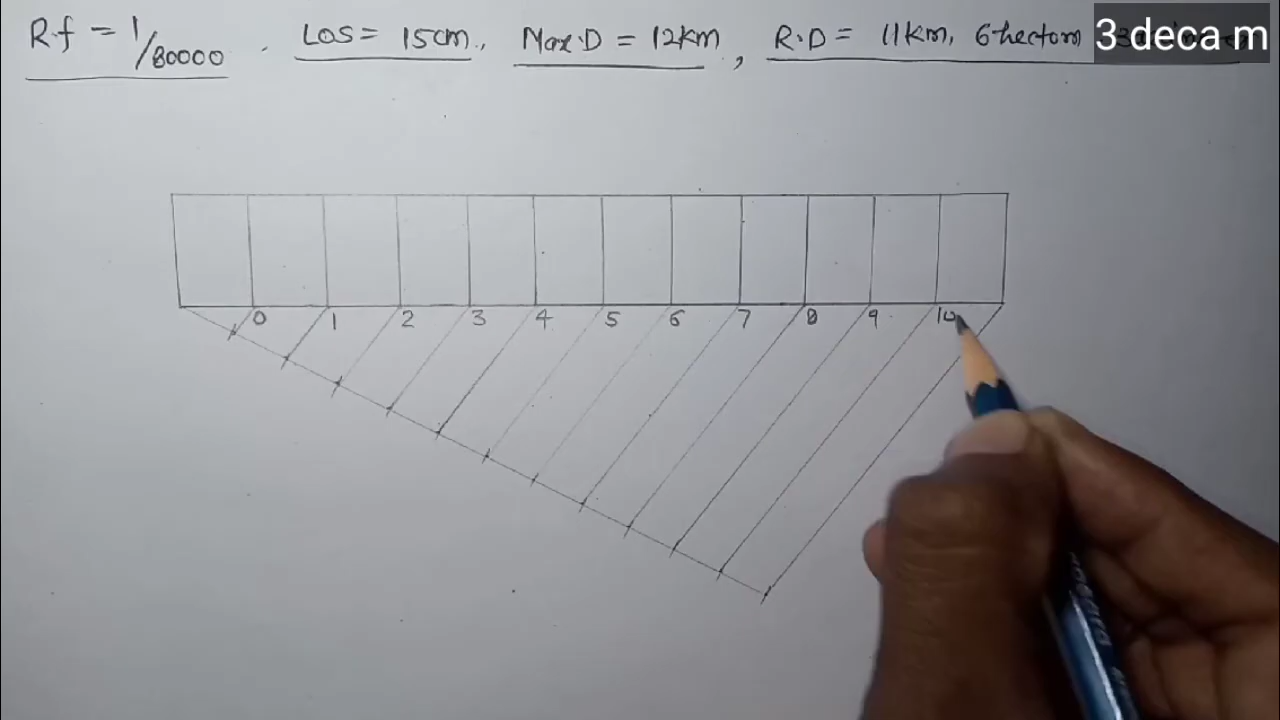 R.f = 1/80000 . LOS = 15cm., Max.D = 12km, R.D = 11km, 6 hectom 3 deca m
0 1 2 3 4 5 6 7 8 9 10